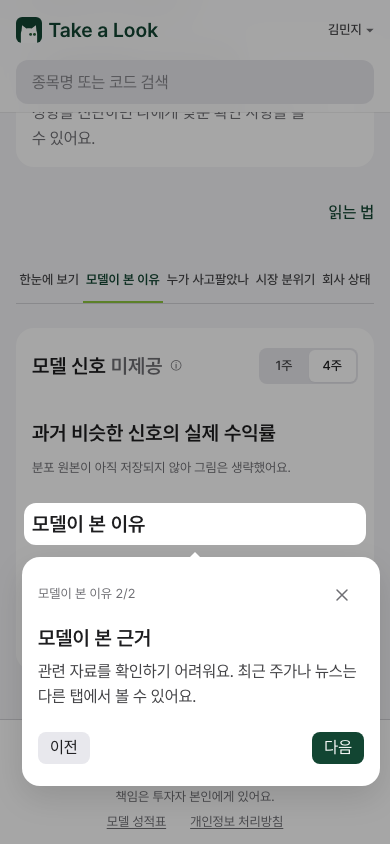 Take a Look
김민지
종목명 또는 코드 검색
수 있어요.
읽는 법
한눈에 보기 모델이 본 이유 누가 사고팔았나 시장 분위기 회사 상태
모델 신호 미제공
1주 4주
과거 비슷한 신호의 실제 수익률
분포 원본이 아직 저장되지 않아 그림은 생략했어요.
모델이 본 이유
모델이 본 이유 2/2
모델이 본 근거
관련 자료를 확인하기 어려워요. 최근 주가나 뉴스는
다른 탭에서 볼 수 있어요.
이전 다음
책임은 투자자 본인에게 있어요.
모델 성적표 개인정보 처리방침